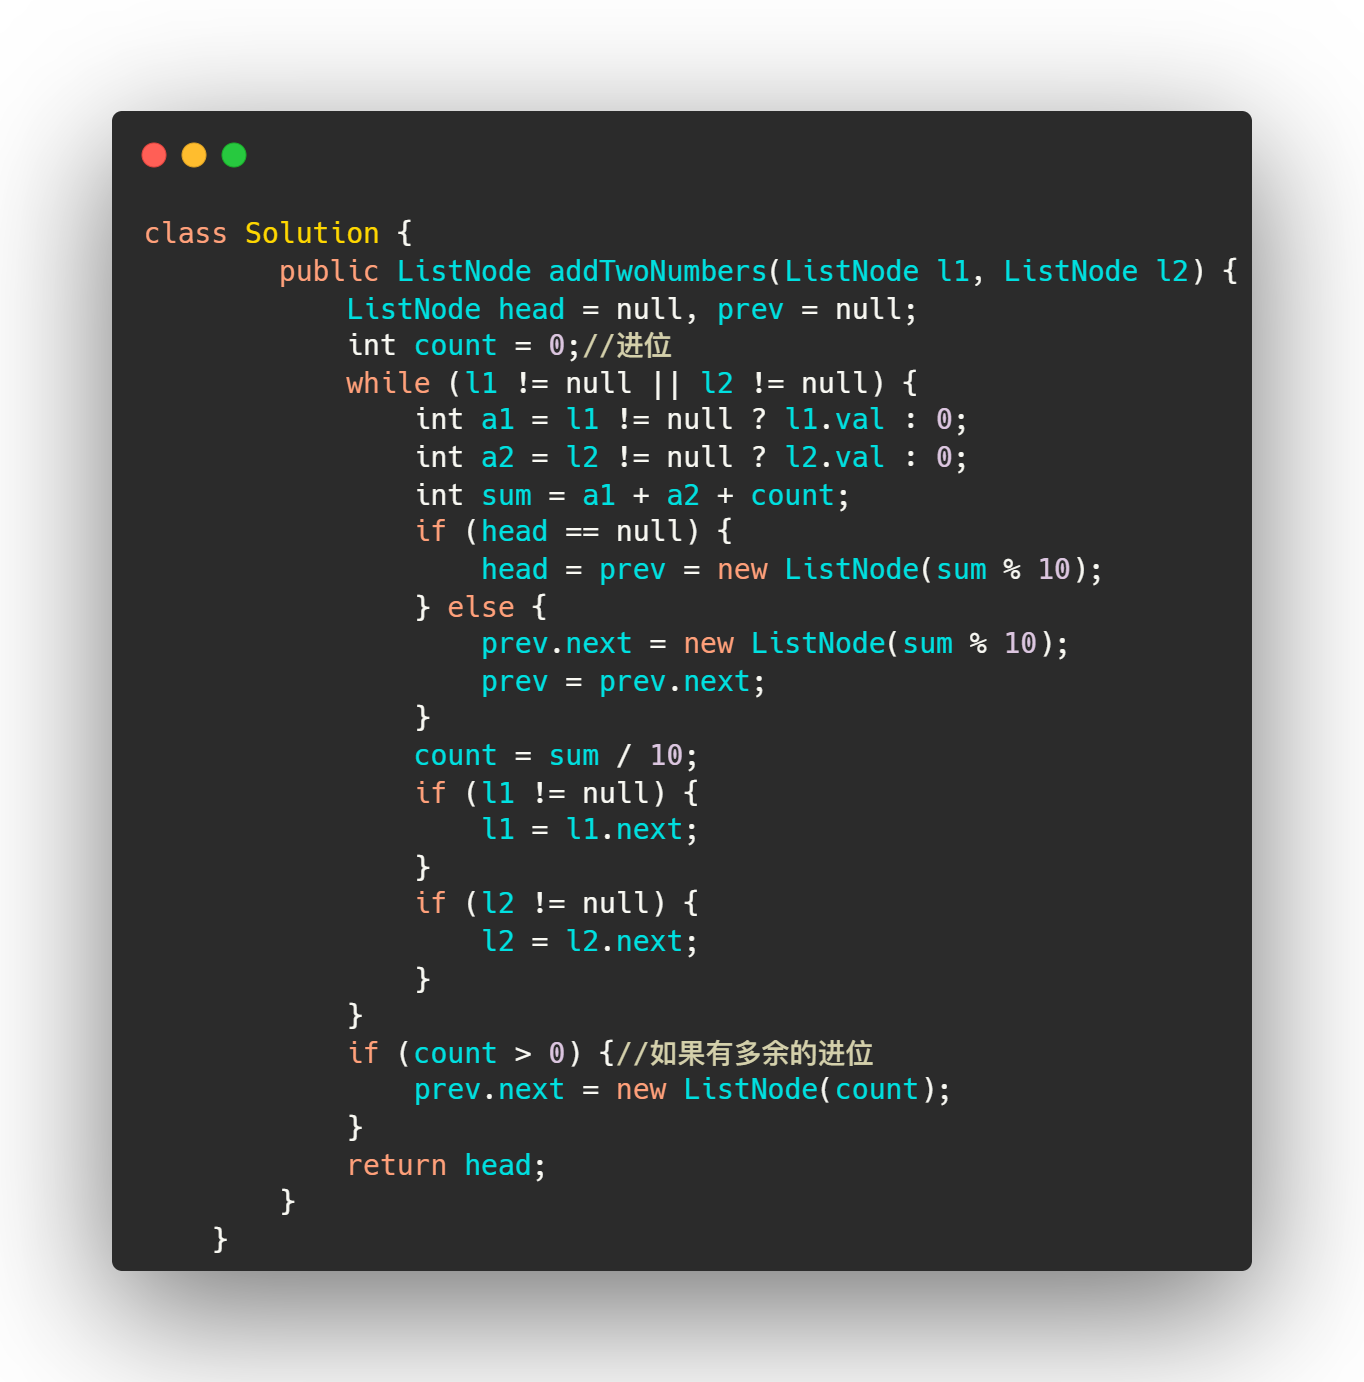 class Solution {
        public ListNode addTwoNumbers(ListNode l1, ListNode l2) {
            ListNode head = null, prev = null;
            int count = 0;//进位
            while (l1 != null || l2 != null) {
                int a1 = l1 != null ? l1.val : 0;
                int a2 = l2 != null ? l2.val : 0;
                int sum = a1 + a2 + count;
                if (head == null) {
                    head = prev = new ListNode(sum % 10);
                } else {
                    prev.next = new ListNode(sum % 10);
                    prev = prev.next;
                }
                count = sum / 10;
                if (l1 != null) {
                    l1 = l1.next;
                }
                if (l2 != null) {
                    l2 = l2.next;
                }
            }
            if (count > 0) {//如果有多余的进位
                prev.next = new ListNode(count);
            }
            return head;
        }
    }